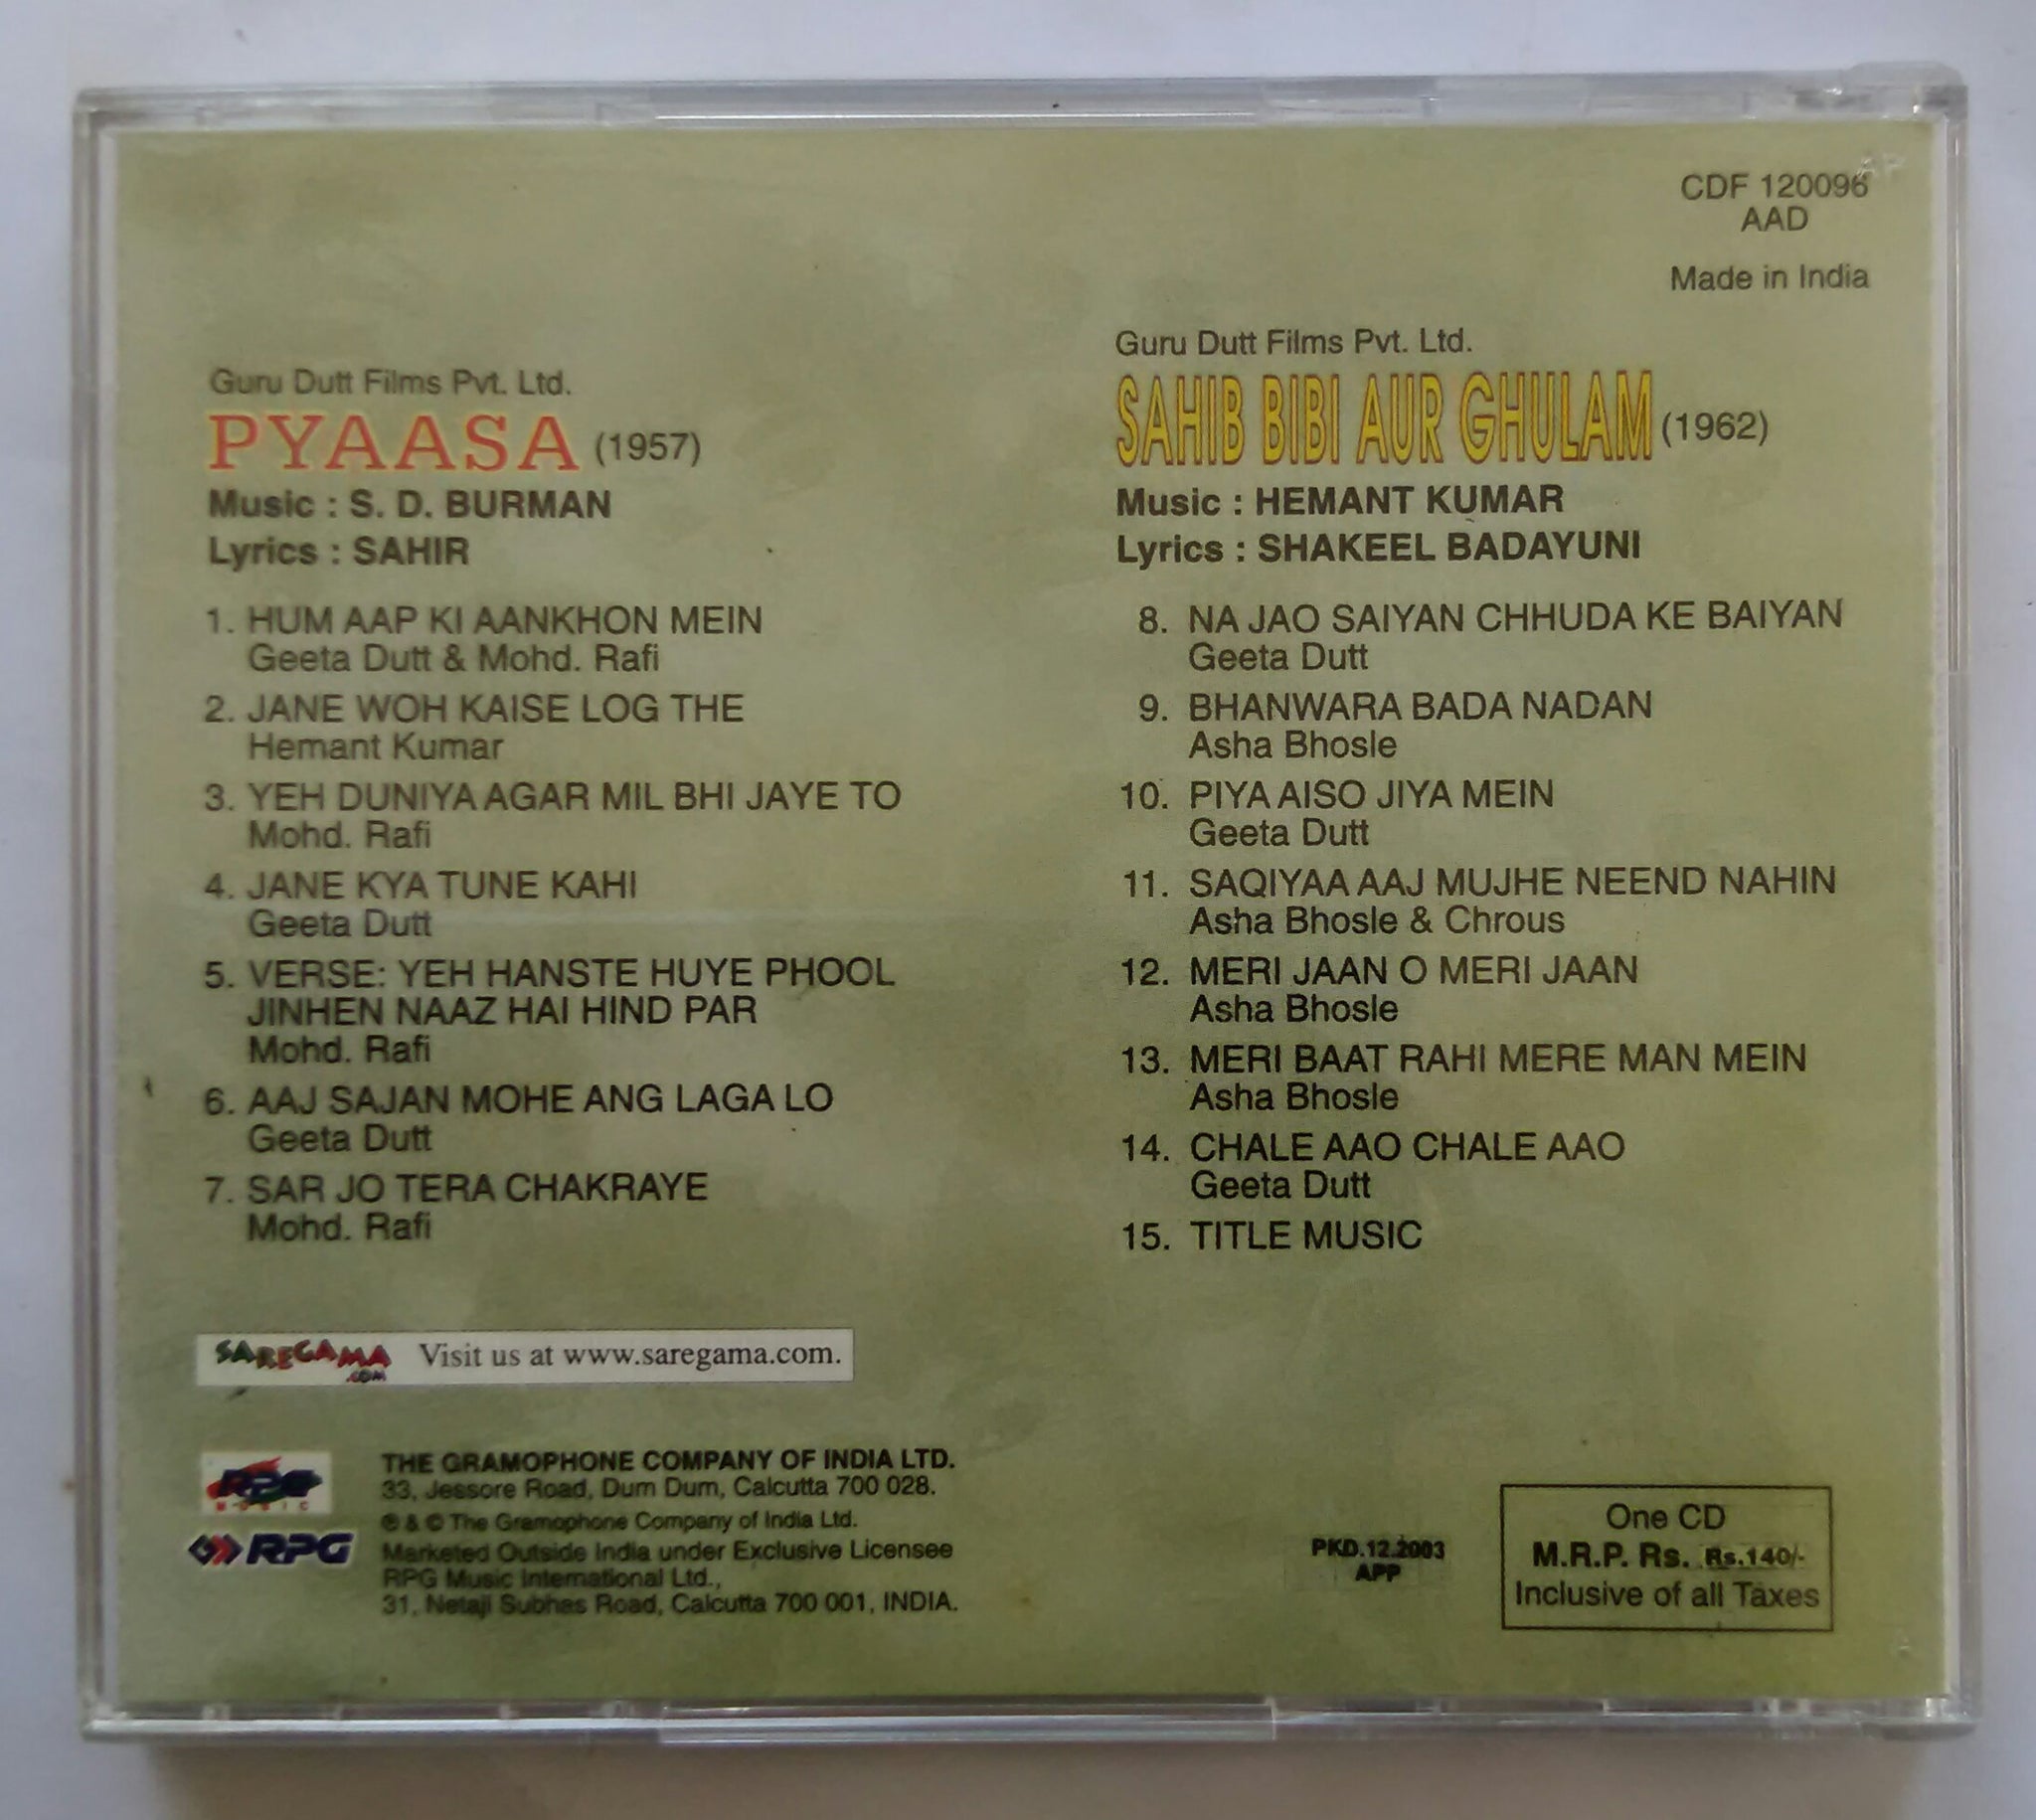 CDF 120096
AAD
Made in India
Guru Dutt Films Pvt. Ltd.
PYAASA (1957)
Music : S. D. BURMAN
Lyrics : SAHIR
1. HUM AAP KI AANKHON MEIN
Geeta Dutt & Mohd. Rafi
2. JANE WOH KAISE LOG THE
Hemant Kumar
3. YEH DUNIYA AGAR MIL BHI JAYE TO
Mohd. Rafi
4. JANE KYA TUNE KAHI
Geeta Dutt
5. VERSE: YEH HANSTE HUYE PHOOL
JINHEN NAAZ HAI HIND PAR
Mohd. Rafi
6. AAJ SAJAN MOHE ANG LAGA LO
Geeta Dutt
7. SAR JO TERA CHAKRAYE
Mohd. Rafi
Guru Dutt Films Pvt. Ltd.
SAHIB BIBI AUR GHULAM (1962)
Music : HEMANT KUMAR
Lyrics : SHAKEEL BADAYUNI
8. NA JAO SAIYAN CHHUDA KE BAIYAN
Geeta Dutt
9. BHANWARA BADA NADAN
Asha Bhosle
10. PIYA AISO JIYA MEIN
Geeta Dutt
11. SAQIYAA AAJ MUJHE NEEND NAHIN
Asha Bhosle & Chrous
12. MERI JAAN O MERI JAAN
Asha Bhosle
13. MERI BAAT RAHI MERE MAN MEIN
Asha Bhosle
14. CHALE AAO CHALE AAO
Geeta Dutt
15. TITLE MUSIC
SAREGAMA .COM Visit us at www.saregama.com.
RPG MUSIC
RPG
THE GRAMOPHONE COMPANY OF INDIA LTD.
33, Jessore Road, Dum Dum, Calcutta 700 028.
℗ & © The Gramophone Company of India Ltd.
Marketed Outside India under Exclusive Licensee
RPG Music International Ltd.,
31, Netaji Subhas Road, Calcutta 700 001, INDIA.
PKD.12.2003
APP
One CD
M.R.P. Rs. Rs.140/-
Inclusive of all Taxes